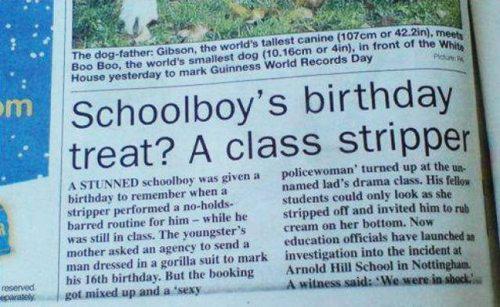 The dog-father: Gibson, the world's tallest canine (107cm or 42.2in), meets
Boo Boo, the world's smallest dog (10.16cm or 4in), in front of the White
House yesterday to mark Guinness World Records Day
Picture: PA
om
Schoolboy's birthday
treat? A class stripper
A STUNNED schoolboy was given a
birthday to remember when a
stripper performed a no-holds-
barred routine for him – while he
was still in class. The youngster's
mother asked an agency to send a
man dressed in a gorilla suit to mark
his 16th birthday. But the booking
got mixed up and a 'sexy
policewoman' turned up at the un-
named lad's drama class. His fellow
students could only look as she
stripped off and invited him to rub
cream on her bottom. Now
education officials have launched an
investigation into the incident at
Arnold Hill School in Nottingham.
A witness said: 'We were in shock.'
reserved
eparately.